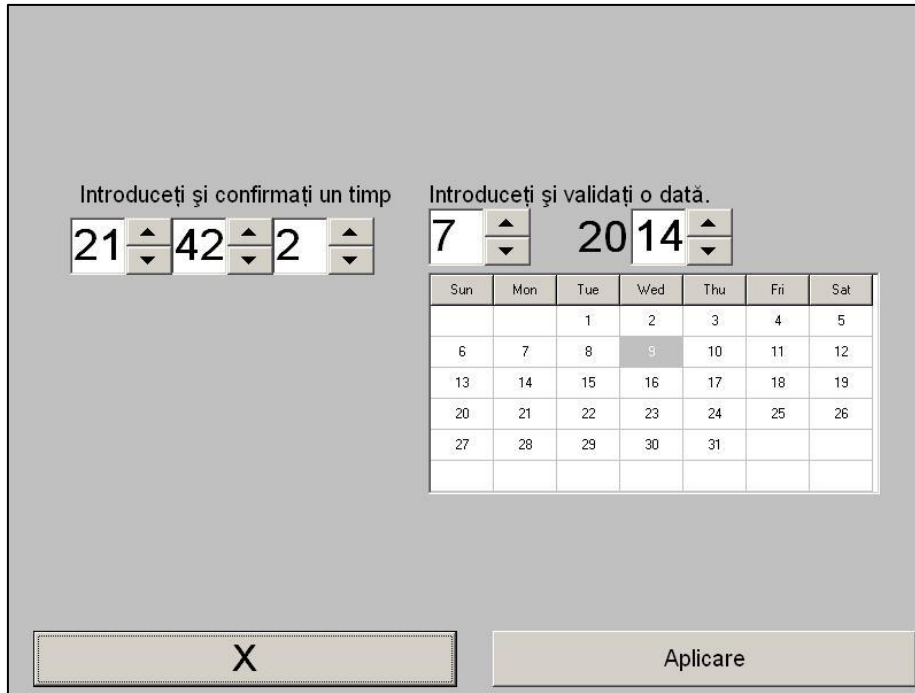 Introduceți şi confirmați un timp
21 42 2
Introduceți şi validați o dată.
7 2014
Sun Mon Tue Wed Thu Fri Sat
1 2 3 4 5
6 7 8 9 10 11 12
13 14 15 16 17 18 19
20 21 22 23 24 25 26
27 28 29 30 31
X
Aplicare